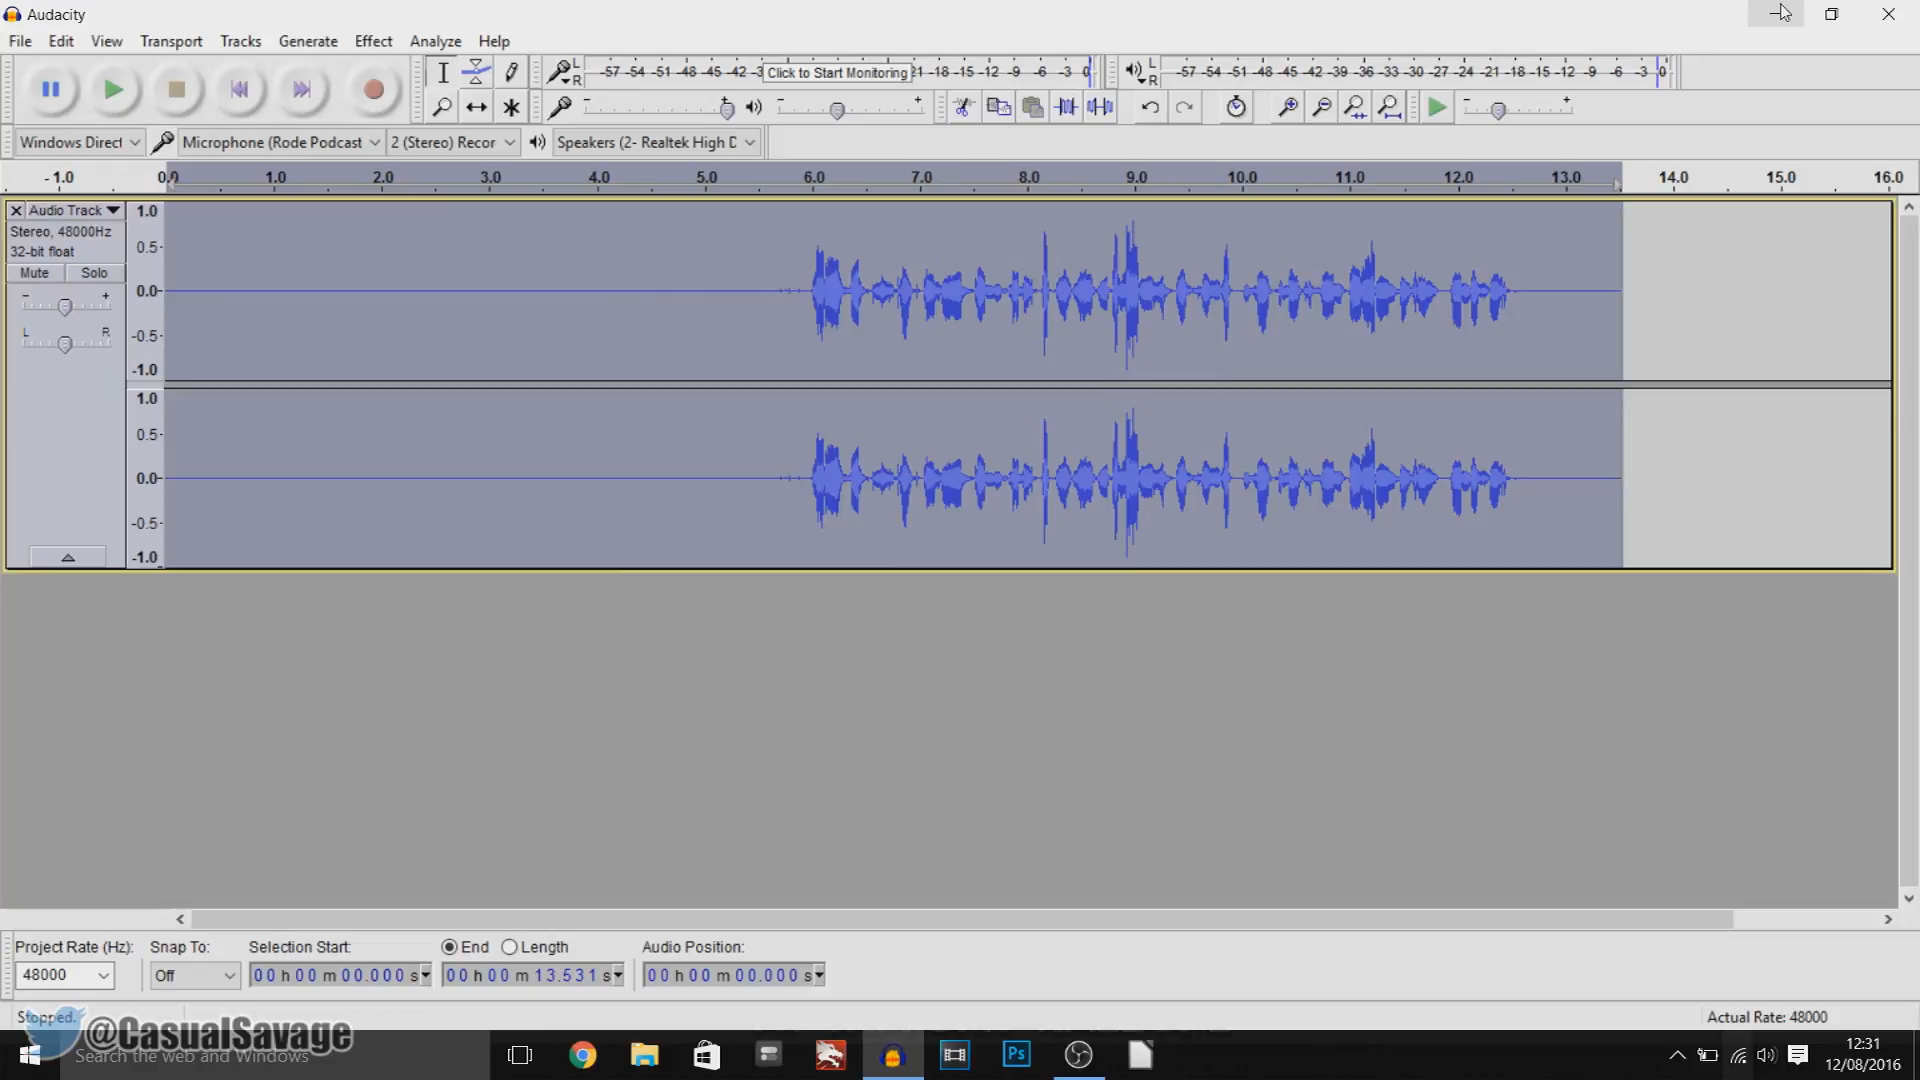 Audacity
File Edit View Transport Tracks Generate Effect Analyze Help
L R -57 -54 -51 -48 -45 -42 -3 Click to Start Monitoring 21 -18 -15 -12 -9 -6 -3 0 L R -57 -54 -51 -48 -45 -42 -39 -36 -33 -30 -27 -24 -21 -18 -15 -12 -9 -6 -3 0
Windows Direct Microphone (Rode Podcast 2 (Stereo) Recor Speakers (2- Realtek High D
-1.0 0.0 1.0 2.0 3.0 4.0 5.0 6.0 7.0 8.0 9.0 10.0 11.0 12.0 13.0 14.0 15.0 16.0
Audio Track 1.0
Stereo, 48000Hz
0.5
32-bit float
Mute Solo
0.0
- +
L R
-0.5
-1.0
1.0
0.5
0.0
-0.5
-1.0
Project Rate (Hz): Snap To: Selection Start: End Length Audio Position:
48000 Off 00 h 00 m 00.000 s 00 h 00 m 13.531 s 00 h 00 m 00.000 s
Stopped. Actual Rate: 48000
@CasualSavage
Search the web and Windows
Ps
12:31
12/08/2016